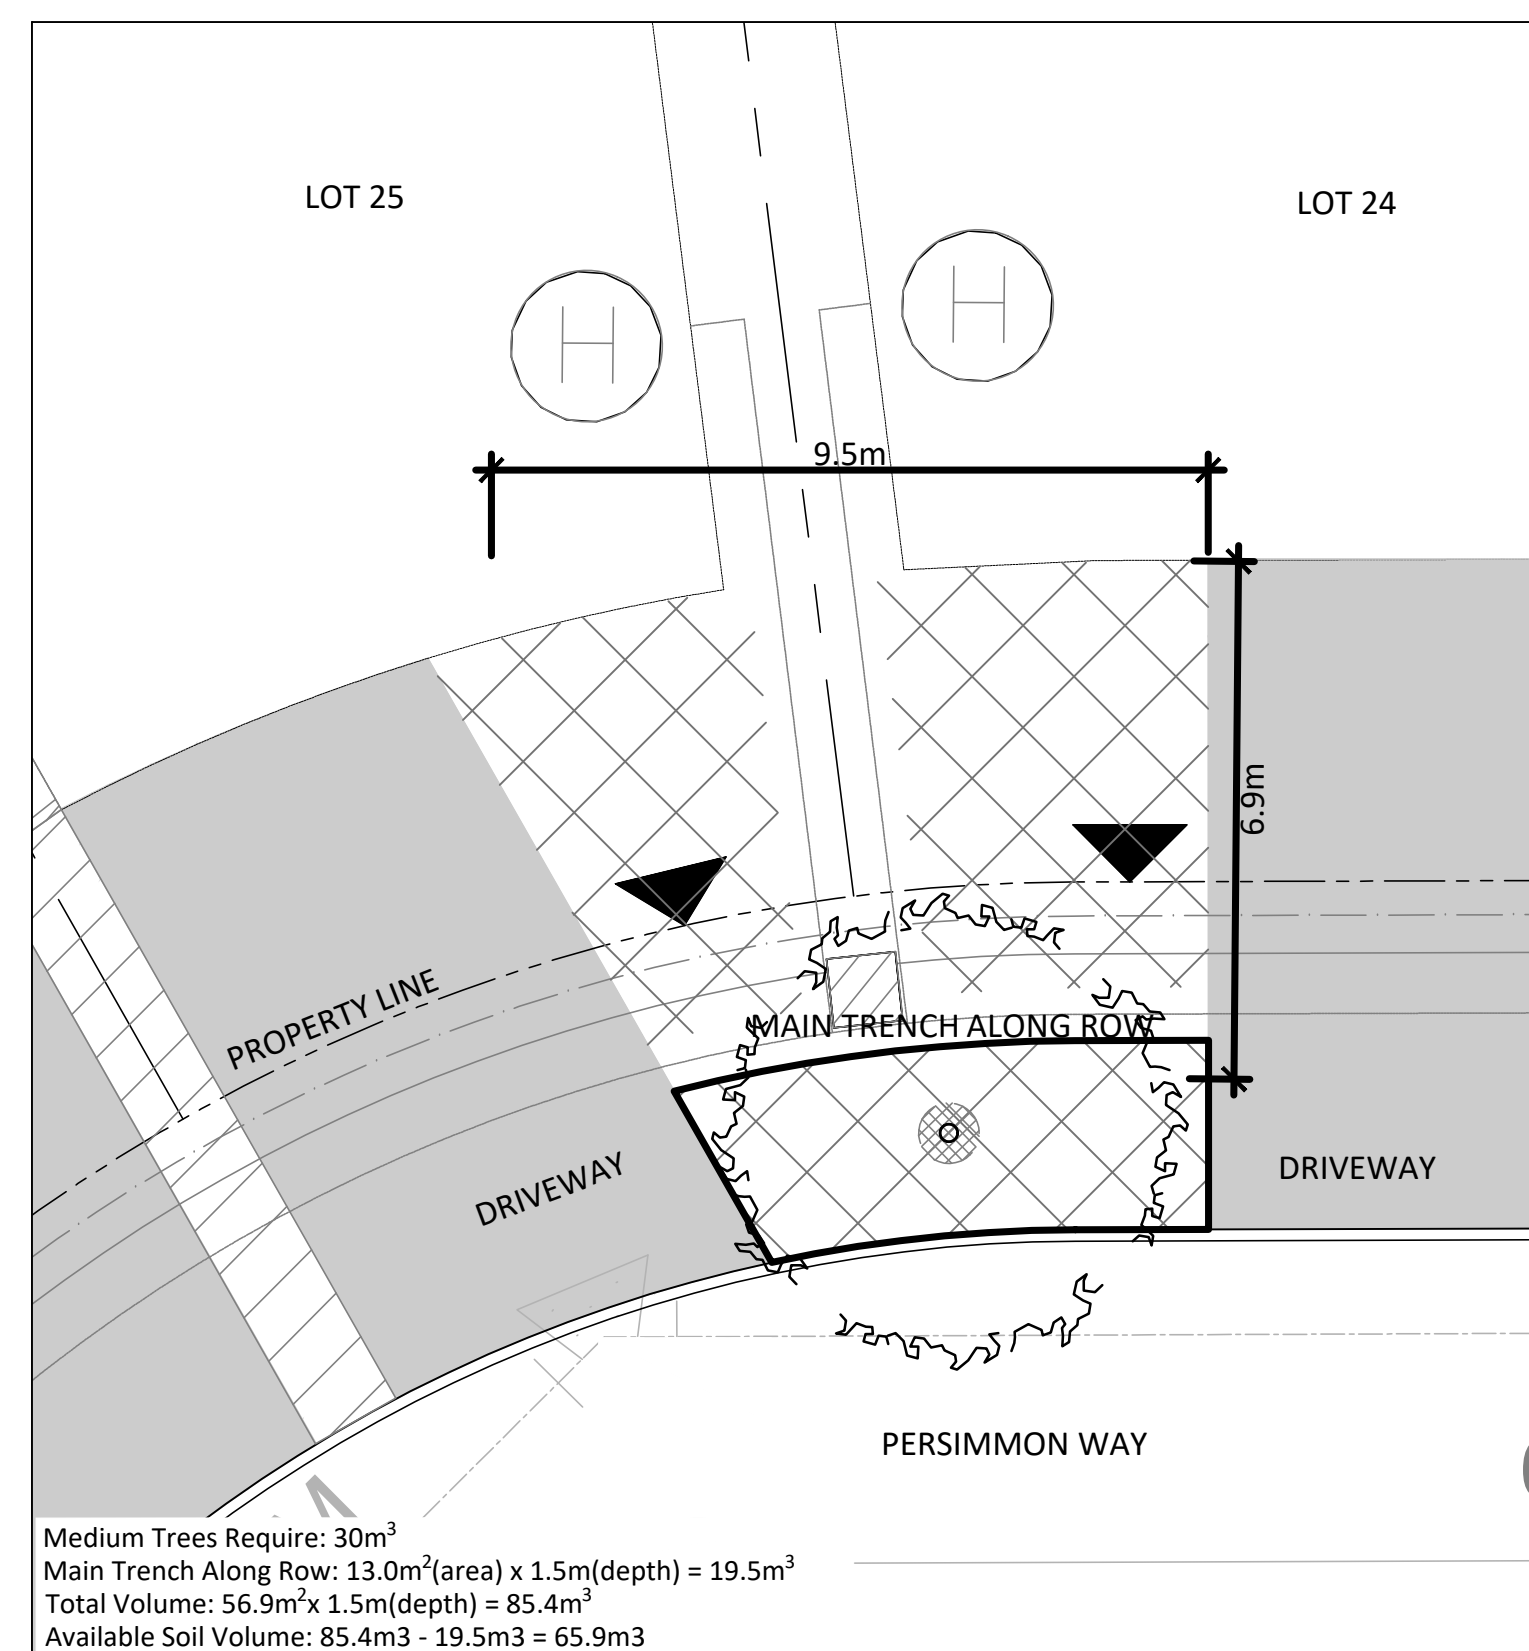 LOT 25
LOT 24
H
H
9.5m
6.9m
PROPERTY LINE
MAIN TRENCH ALONG ROW
DRIVEWAY
DRIVEWAY
PERSIMMON WAY
Medium Trees Require: 30m³
Main Trench Along Row: 13.0m²(area) x 1.5m(depth) = 19.5m³
Total Volume: 56.9m²x 1.5m(depth) = 85.4m³
Available Soil Volume: 85.4m3 - 19.5m3 = 65.9m3